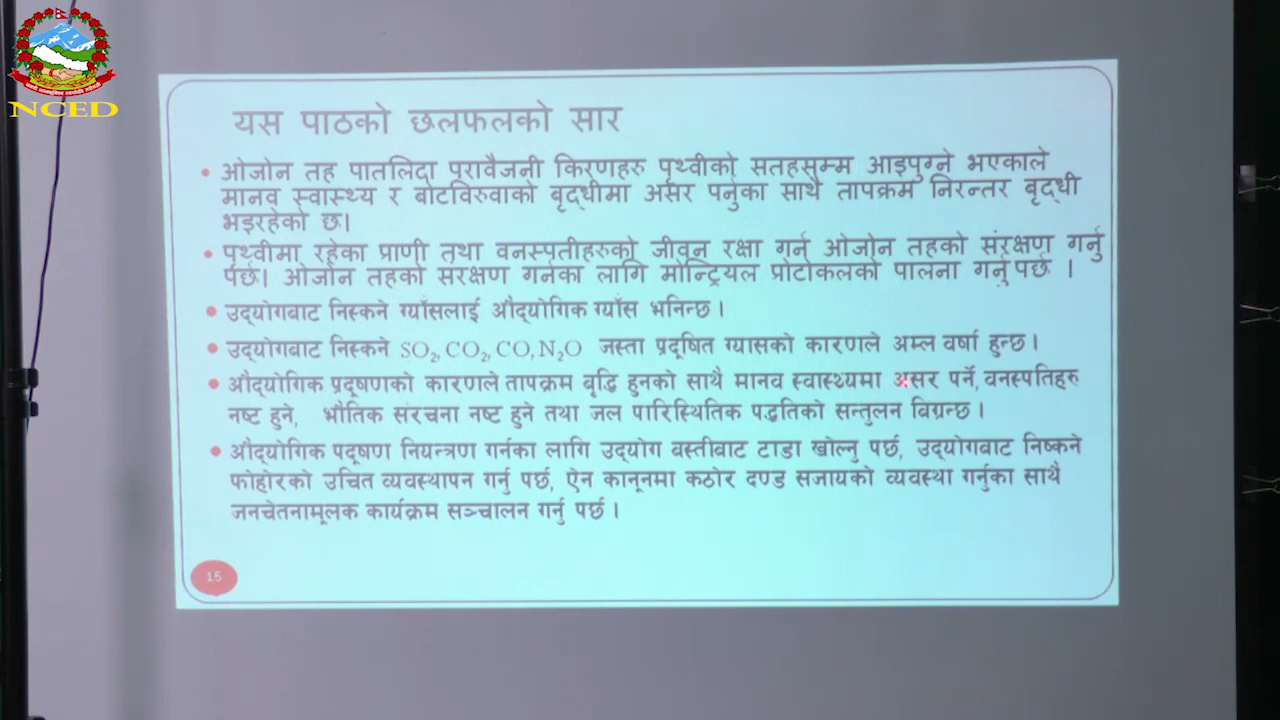 NCED
यस पाठको छलफलको सार
• ओजोन तह पातलिदा परावैजनी किरणहरु पृथ्वीको सतहसम्म आइपुग्ने भएकाले
मानव स्वास्थ्य र बोटविरुवाको बृद्धीमा असर पर्नुका साथै तापक्रम निरन्तर बृद्धी
भइरहेको छ।
• पृथ्वीमा रहेका प्राणी तथा वनस्पतीहरुको जीवन रक्षा गर्न ओजोन तहको संरक्षण गर्नु
पर्छ। ओजोन तहको संरक्षण गर्नका लागि मोन्ट्रियल प्रोटोकलको पालना गर्नु पर्छ ।
• उद्योगबाट निस्कने ग्याँसलाई औद्योगिक ग्याँस भनिन्छ ।
• उद्योगबाट निस्कने SO₂, CO₂, CO, N₂O जस्ता प्रदूषित ग्यासको कारणले अम्ल वर्षा हुन्छ ।
• औद्योगिक प्रदूषणको कारणले तापक्रम बृद्धि हुनको साथै मानव स्वास्थ्यमा असर पर्ने, वनस्पतिहरु
नष्ट हुने, भौतिक संरचना नष्ट हुने तथा जल पारिस्थितिक पद्धतिको सन्तुलन बिग्रन्छ ।
• औद्योगिक पदूषण नियन्त्रण गर्नका लागि उद्योग वस्तीबाट टाडा खोल्नु पर्छ, उद्योगबाट निष्कने
फोहोरको उचित व्यवस्थापन गर्नु पर्छ, ऐन कानूनमा कठोर दण्ड सजायको व्यवस्था गर्नुका साथै
जनचेतनामूलक कार्यक्रम सञ्चालन गर्नु पर्छ ।
15